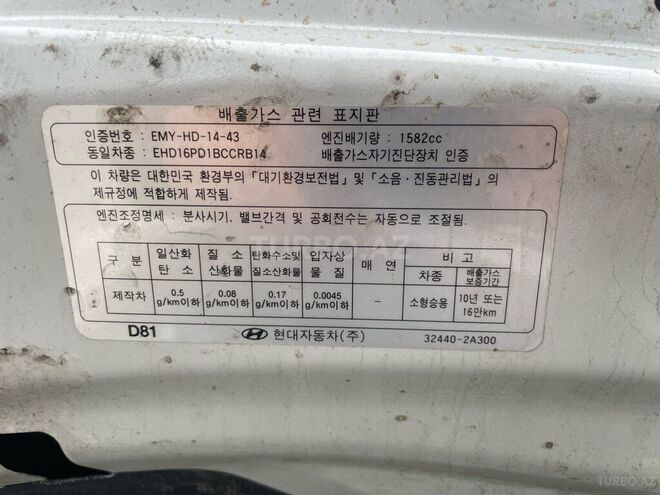 배출가스 관련 표지판
인증번호 : EMY-HD-14-43 엔진배기량 : 1582cc
동일차종 : EHD16PD1BCCRB14 배출가스자기진단장치 인증
이 차량은 대한민국 환경부의 「대기환경보전법」 및 「소음·진동관리법」 의
제규정에 적합하게 제작됨.
엔진조정명세 : 분사시기, 밸브간격 및 공회전수는 자동으로 조절됨.
구 분 일산화 탄 소 질 소 산화물 탄화수소및 질소산화물 입자상 물 질 매 연 비 고
차종 배출가스 보증기간
제작차 0.5 g/km이하 0.08 g/km이하 0.17 g/km이하 0.0045 g/km이하 – 소형승용 10년 또는 16만km
D81 현대자동차(주) 32440-2A300
TURBO.AZ
TURBO.AZ